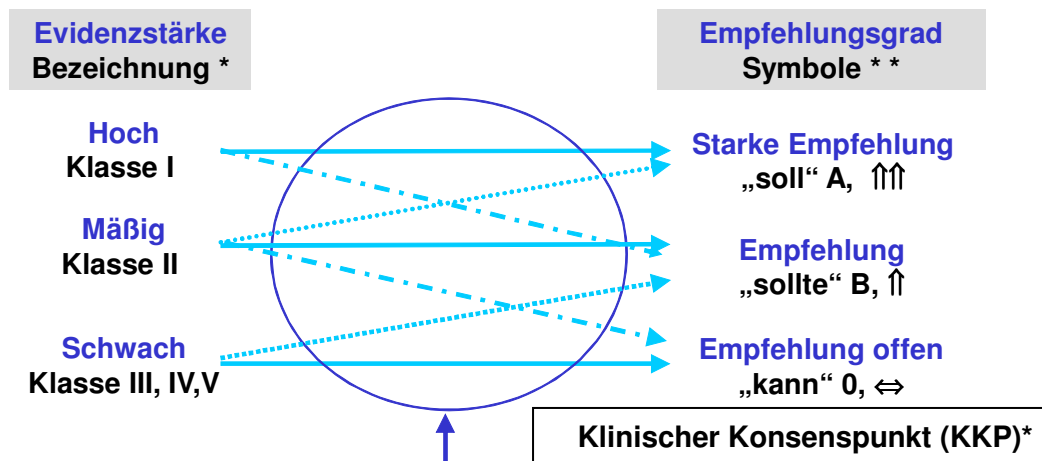 Evidenzstärke
Bezeichnung *
Empfehlungsgrad
Symbole * *
Hoch
Klasse I
Starke Empfehlung
„soll“ A, ⇑⇑
Mäßig
Klasse II
Empfehlung
„sollte“ B, ⇑
Schwach
Klasse III, IV,V
Empfehlung offen
„kann“ 0, ⇔
Klinischer Konsenspunkt (KKP)*